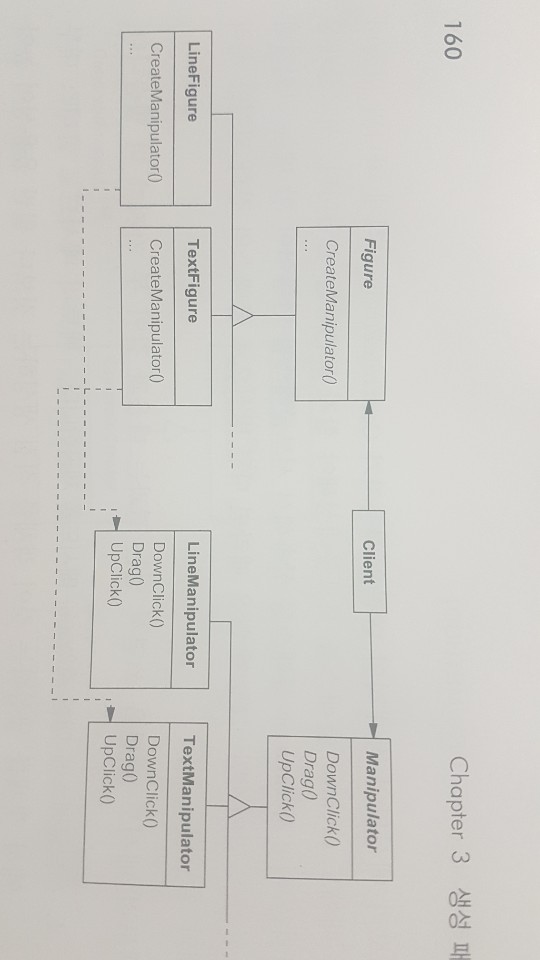 160
Chapter 3 생성 패
Figure
CreateManipulator()
...
Client
Manipulator
DownClick()
Drag()
UpClick()
LineFigure
CreateManipulator()
...
TextFigure
CreateManipulator()
...
LineManipulator
DownClick()
Drag()
UpClick()
TextManipulator
DownClick()
Drag()
UpClick()